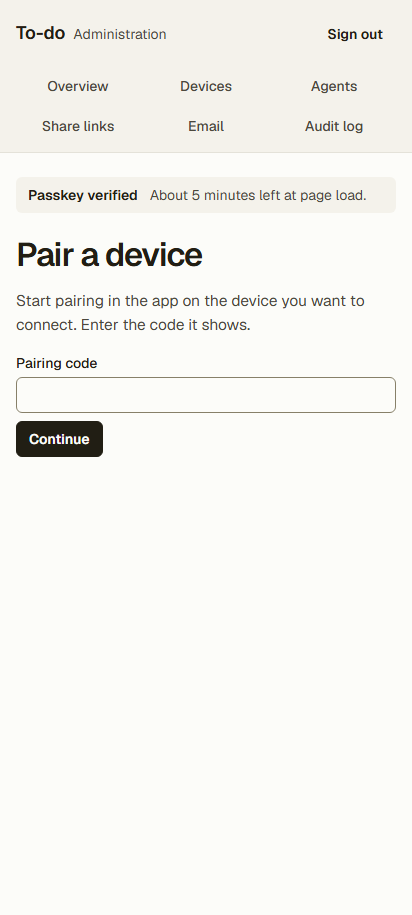 To-do Administration Sign out
Overview Devices Agents
Share links Email Audit log
Passkey verified About 5 minutes left at page load.
Pair a device
Start pairing in the app on the device you want to
connect. Enter the code it shows.
Pairing code
Continue